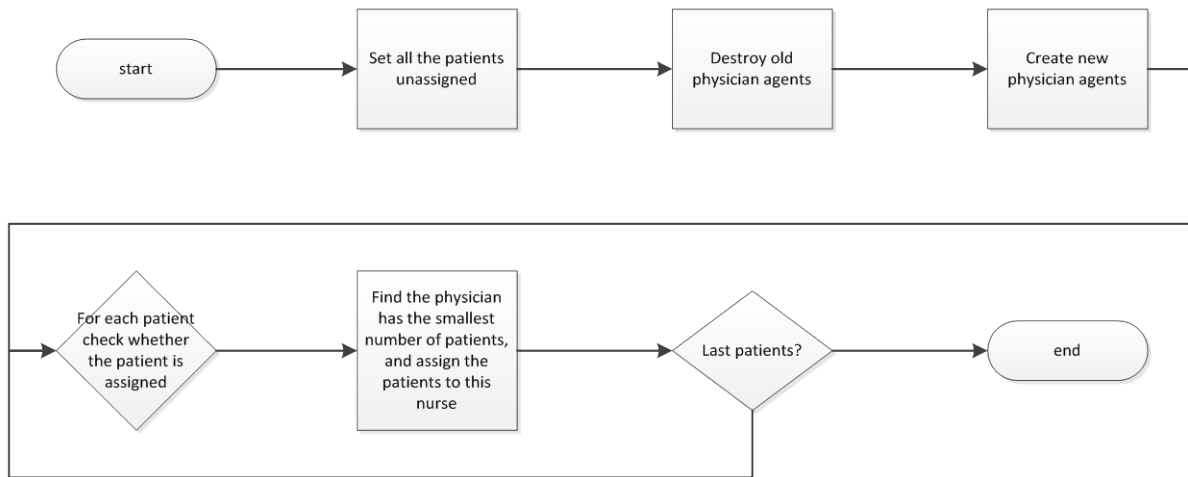 start
Set all the patients
unassigned
Destroy old
physician agents
Create new
physician agents
For each patient
check whether
the patient is
assigned
Find the physician
has the smallest
number of patients,
and assign the
patients to this
nurse
Last patients?
end